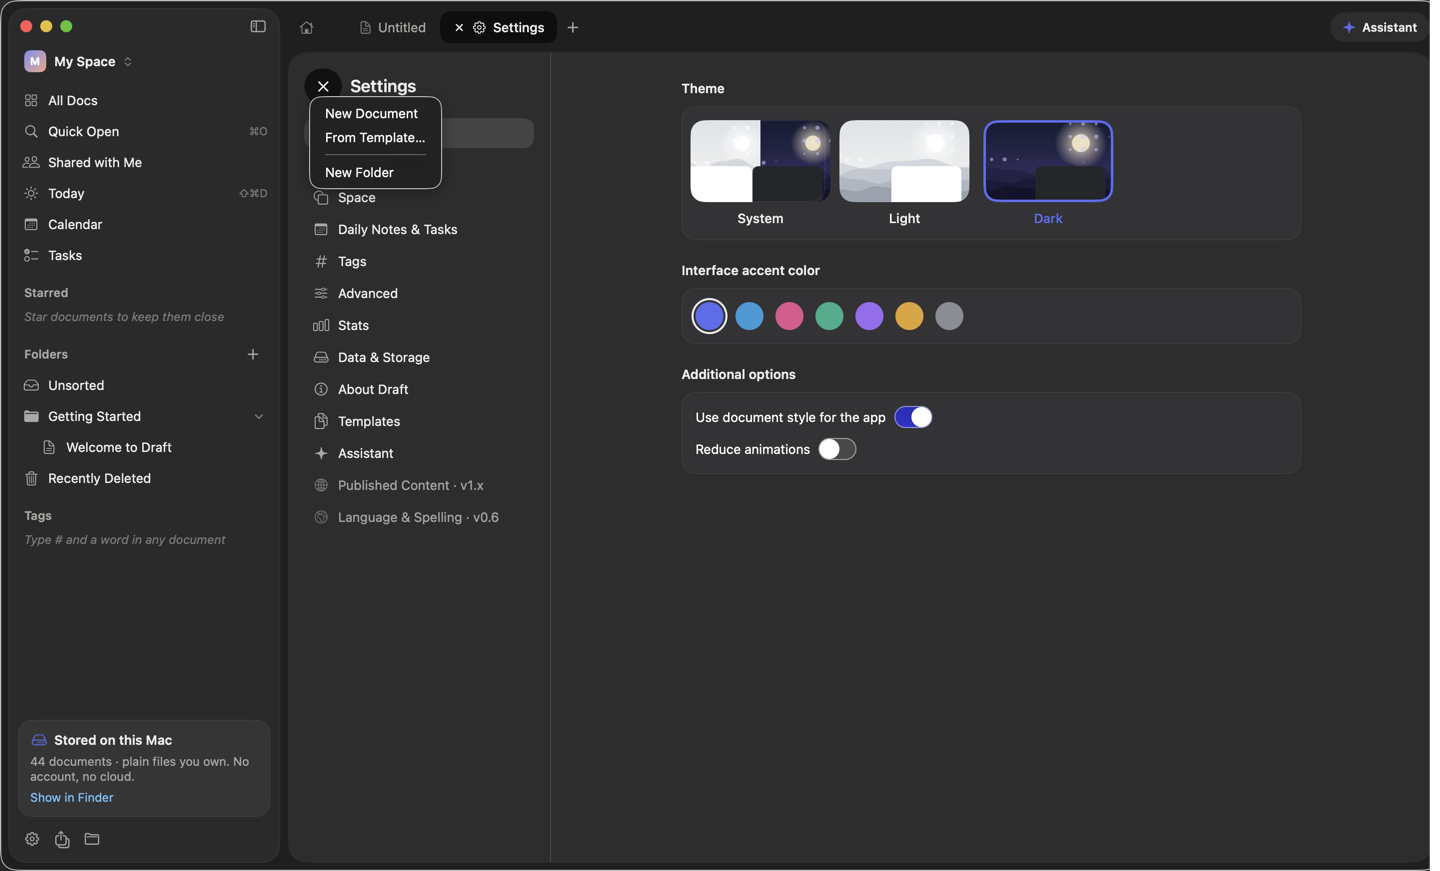 Untitled
Settings
Assistant
M
My Space
All Docs
Quick Open
⌘O
Shared with Me
Today
⇧⌘D
Calendar
Tasks
Starred
Star documents to keep them close
Folders
Unsorted
Getting Started
Welcome to Draft
Recently Deleted
Tags
Type # and a word in any document
Stored on this Mac
44 documents · plain files you own. No
account, no cloud.
Show in Finder
Settings
New Document
From Template...
New Folder
Space
Daily Notes & Tasks
Tags
Advanced
Stats
Data & Storage
About Draft
Templates
Assistant
Published Content · v1.x
Language & Spelling · v0.6
Theme
System
Light
Dark
Interface accent color
Additional options
Use document style for the app
Reduce animations